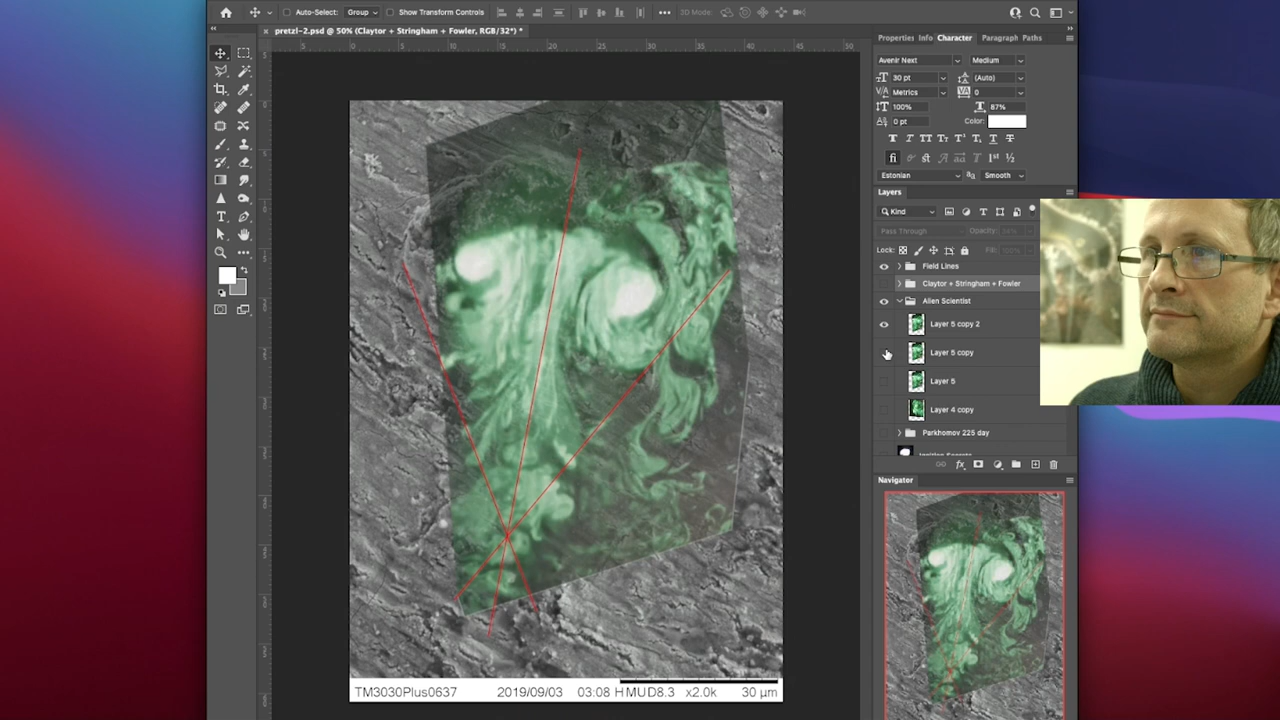 Auto-Select: Group Show Transform Controls 3D Mode:
pretzl-2.psd @ 50% (Claytor + Stringham + Fowler, RGB/32*) *
Properties Info Character Paragraph Paths
Avenir Next Medium
30 pt (Auto)
Metrics 0
100% 87%
0 pt Color:
Estonian Smooth
Layers
Kind
Pass Through Opacity:
Lock: Fill: 100%
Field Lines
Claytor + Stringham + Fowler
Alien Scientist
Layer 5 copy 2
Layer 5 copy
Layer 5
Layer 4 copy
Parkhomov 225 day
Navigator
TM3030Plus0637 2019/09/03 03:08 H MUD8.3 x2.0k 30 µm